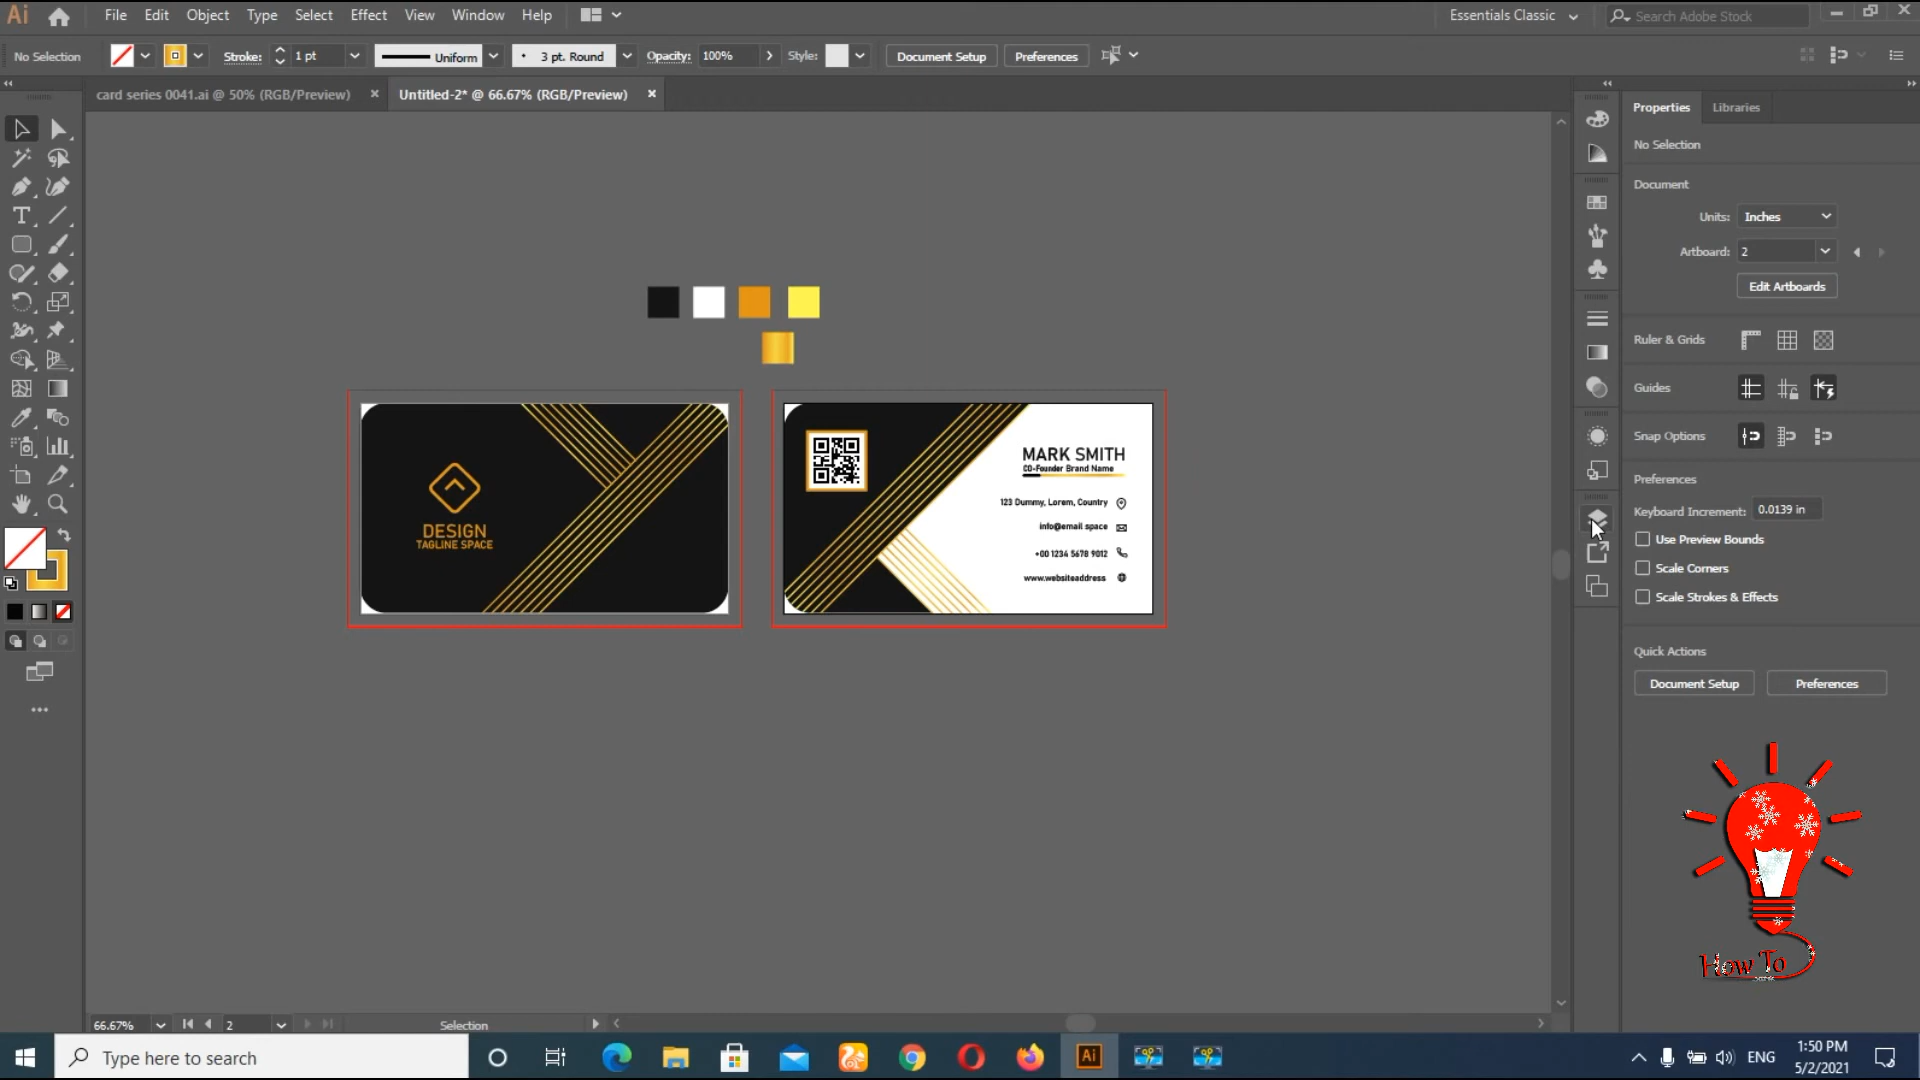 Ai File Edit Object Type Select Effect View Window Help Essentials Classic Search Adobe Stock
No Selection Stroke: 1 pt Uniform 3 pt. Round Opacity: 100% Style: Document Setup Preferences
card series 0041.ai @ 50% (RGB/Preview) Untitled-2* @ 66.67% (RGB/Preview)
Properties Libraries
No Selection
Document
Units: Inches
Artboard: 2
Edit Artboards
Ruler & Grids
Guides
Snap Options
Preferences
Keyboard Increment: 0.0139 in
Use Preview Bounds
Scale Corners
Scale Strokes & Effects
Quick Actions
Document Setup Preferences
DESIGN
TAGLINE SPACE
MARK SMITH
CO-Founder Brand Name
123 Dummy, Lorem, Country
info@email space
+00 1234 5678 9012
www.websiteaddress
How To
66.67% 2 Selection
Type here to search
Ai
ENG
1:50 PM
5/2/2021